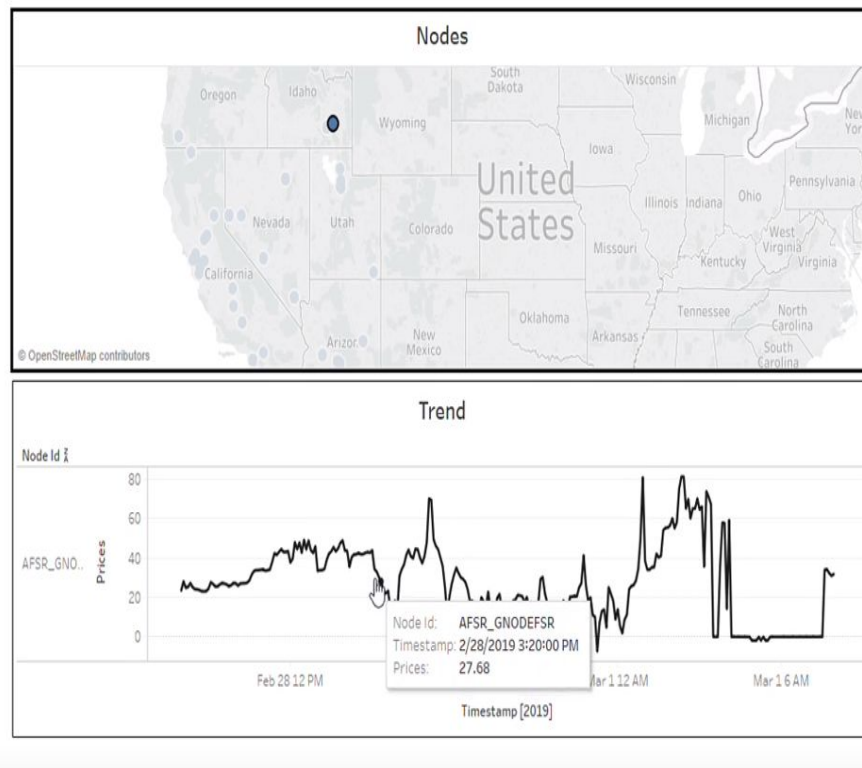 Nodes
South
Dakota
Wisconsin
Oregon
Idaho
Wyoming
Michigan
New
Yor
Iowa
United
States
Pennsylvania
Illinois
Indiana
Ohio
Nevada
Utah
Colorado
West
Virginia
Missouri
Kentucky
Virginia
California
Tennessee
North
Carolina
Oklahoma
Arizor
New
Mexico
Arkansas
South
Carolina
© OpenStreetMap contributors
Trend
Node Id
80
60
AFSR_GNO..
Prices
40
20
0
Node Id: AFSR_GNODEFSR
Timestamp: 2/28/2019 3:20:00 PM
Prices: 27.68
Feb 28 12 PM
Mar 1 12 AM
Mar 1 6 AM
Timestamp [2019]